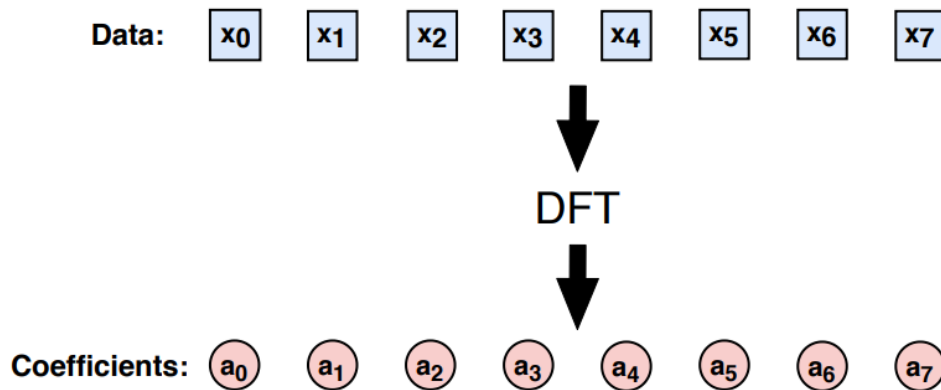 Data: x0 x1 x2 x3 x4 x5 x6 x7
DFT
Coefficients: a0 a1 a2 a3 a4 a5 a6 a7